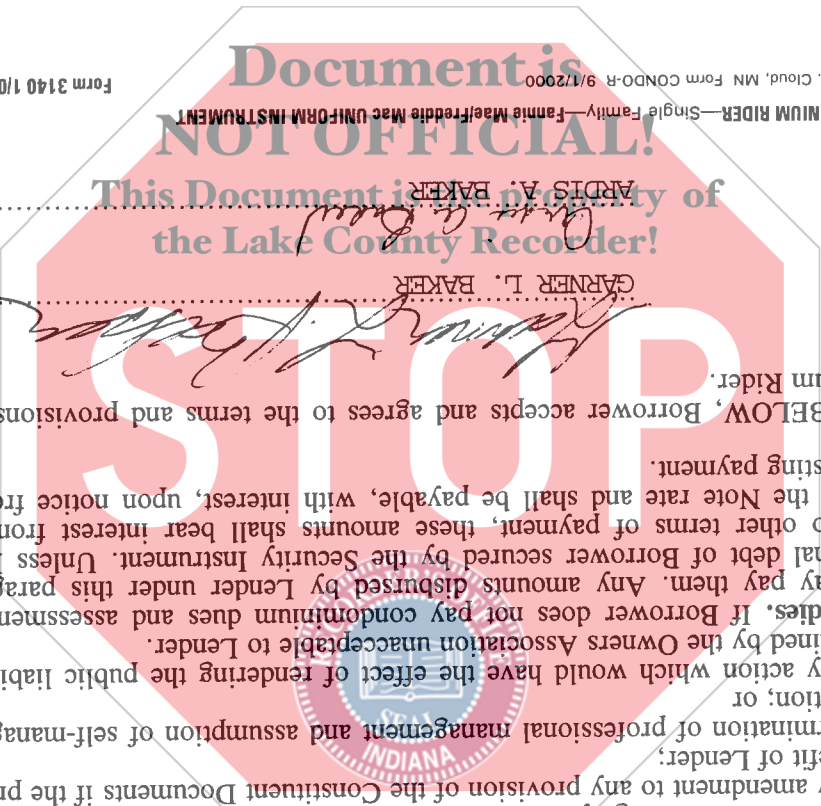 Document is
NOT OFFICIAL!
This Document is the property of
the Lake County Recorder!
STOP
SEAL
INDIANA
y amendment to any provision of the Constituent Documents if the pr
efit of Lender;
rmination of professional management and assumption of self-manag
tion; or
y action which would have the effect of rendering the public liabi
ined by the Owners Association unacceptable to Lender.
dies. If Borrower does not pay condominium dues and assessmen
ay pay them. Any amounts disbursed by Lender under this parag
nal debt of Borrower secured by the Security Instrument. Unless
o other terms of payment, these amounts shall bear interest from
the Note rate and shall be payable, with interest, upon notice fr
sting payment.
BELOW, Borrower accepts and agrees to the terms and provisions
um Rider.
GARNER L. BAKER
ARDIS A. BAKER
NIUM RIDER—Single Family—Fannie Mae/Freddie Mac UNIFORM INSTRUMENT
. Cloud, MN Form CONDO-R 9/1/2000
Form 3140 1/0